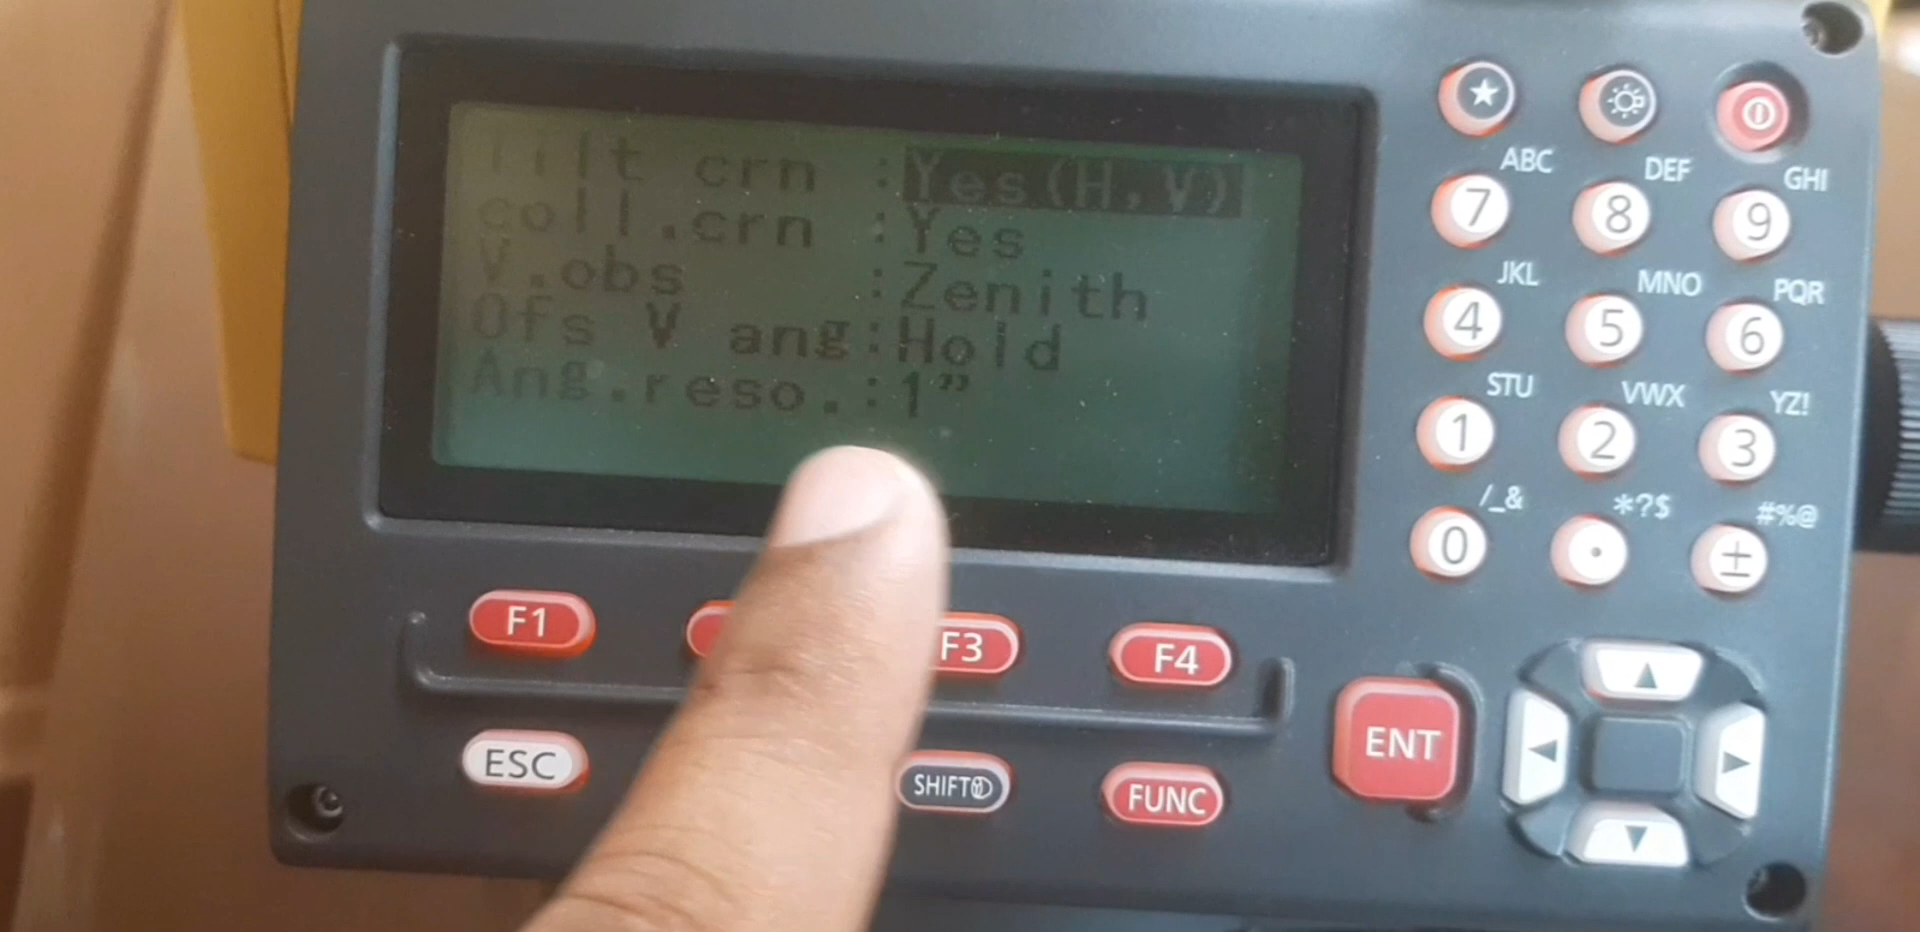 Tilt crn :Yes(H,V)
coll.crn :Yes
V.obs :Zenith
Ofs V ang:Hold
Ang.reso.:1"
ABC DEF GHI
7 8 9
JKL MNO PQR
4 5 6
STU VWX YZ!
1 2 3
/_& *?$ #%@
0 . ±
F1 F3 F4
ESC SHIFT FUNC ENT